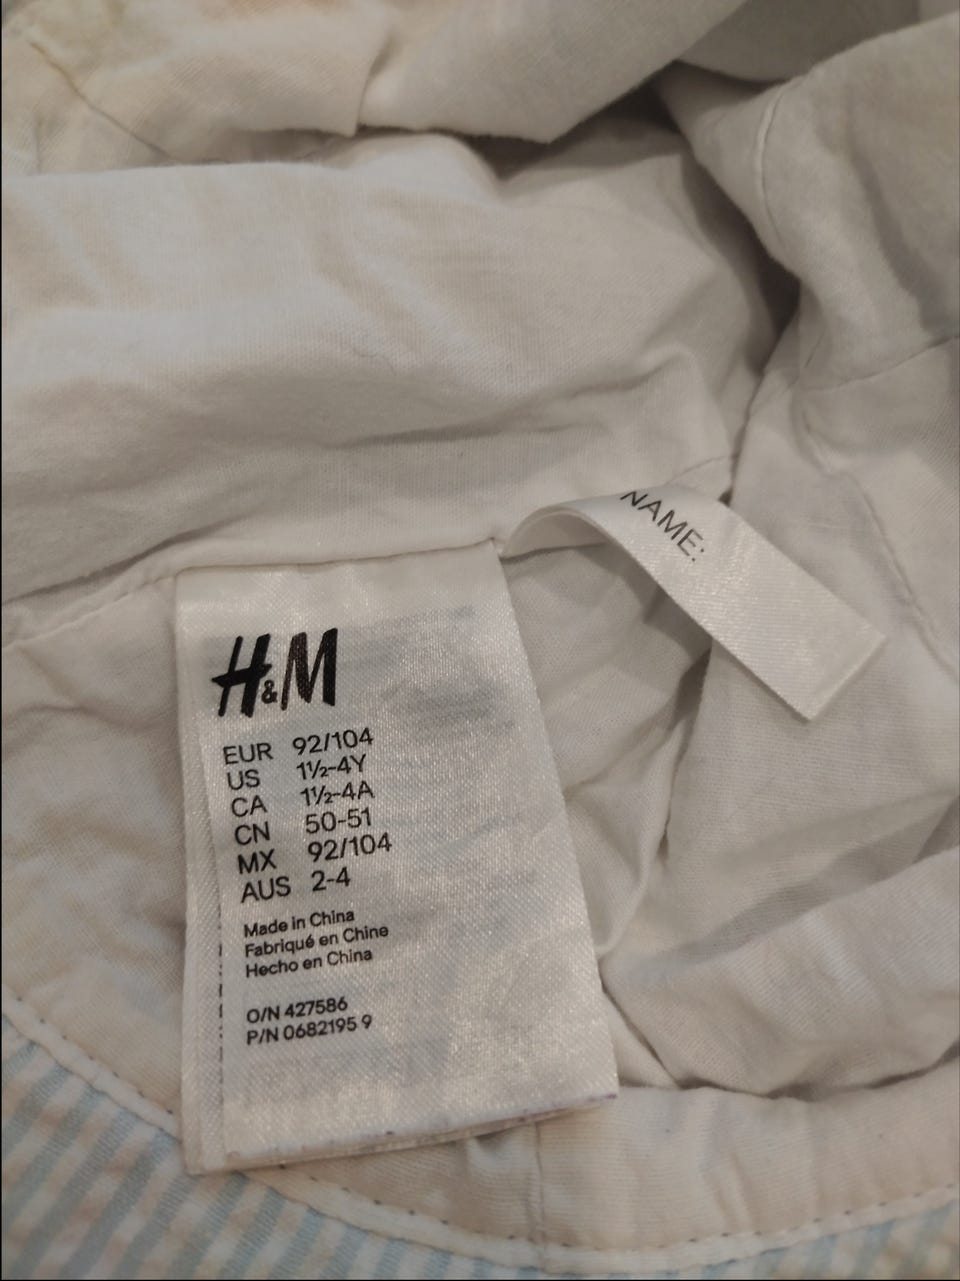 NAME:
H&M
EUR 92/104
US 1½-4Y
CA 1½-4A
CN 50-51
MX 92/104
AUS 2-4
Made in China
Fabriqué en Chine
Hecho en China
O/N 427586
P/N 0682195 9